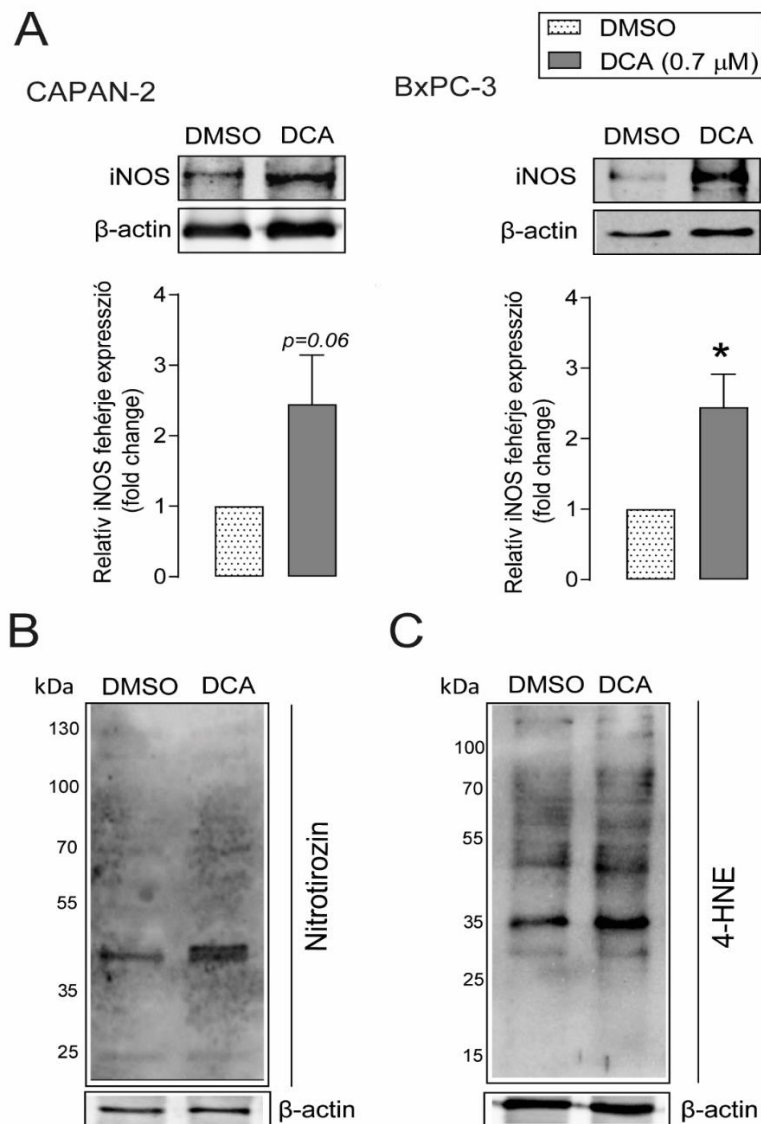 A
DMSO
DCA (0.7 μM)
CAPAN-2
DMSO DCA
iNOS
β-actin
Relatív iNOS fehérje expresszió
(fold change)
4
3
2
1
0
p=0.06
BxPC-3
DMSO DCA
iNOS
β-actin
Relatív iNOS fehérje expresszió
(fold change)
4
3
2
1
0
*
B
kDa DMSO DCA
130
100
70
55
35
25
Nitrotirozin
β-actin
C
kDa DMSO DCA
100
70
55
35
25
15
4-HNE
β-actin